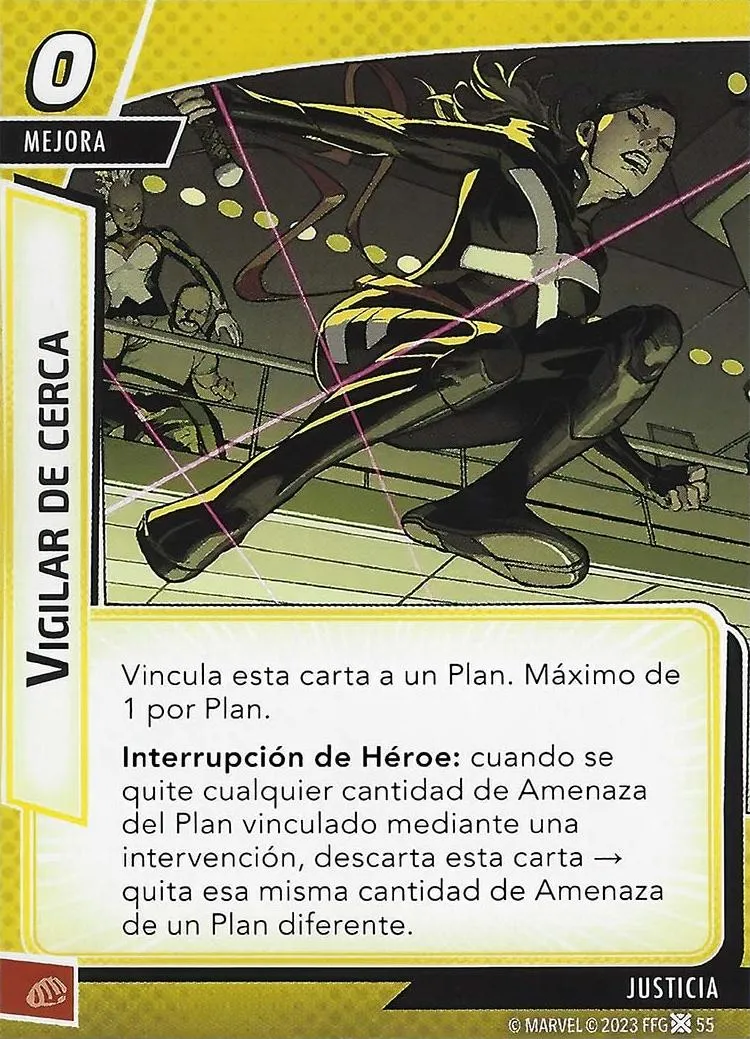 0
MEJORA
VIGILAR DE CERCA
Vincula esta carta a un Plan. Máximo de
1 por Plan.
Interrupción de Héroe: cuando se
quite cualquier cantidad de Amenaza
del Plan vinculado mediante una
intervención, descarta esta carta →
quita esa misma cantidad de Amenaza
de un Plan diferente.
JUSTICIA
© MARVEL © 2023 FFG 55